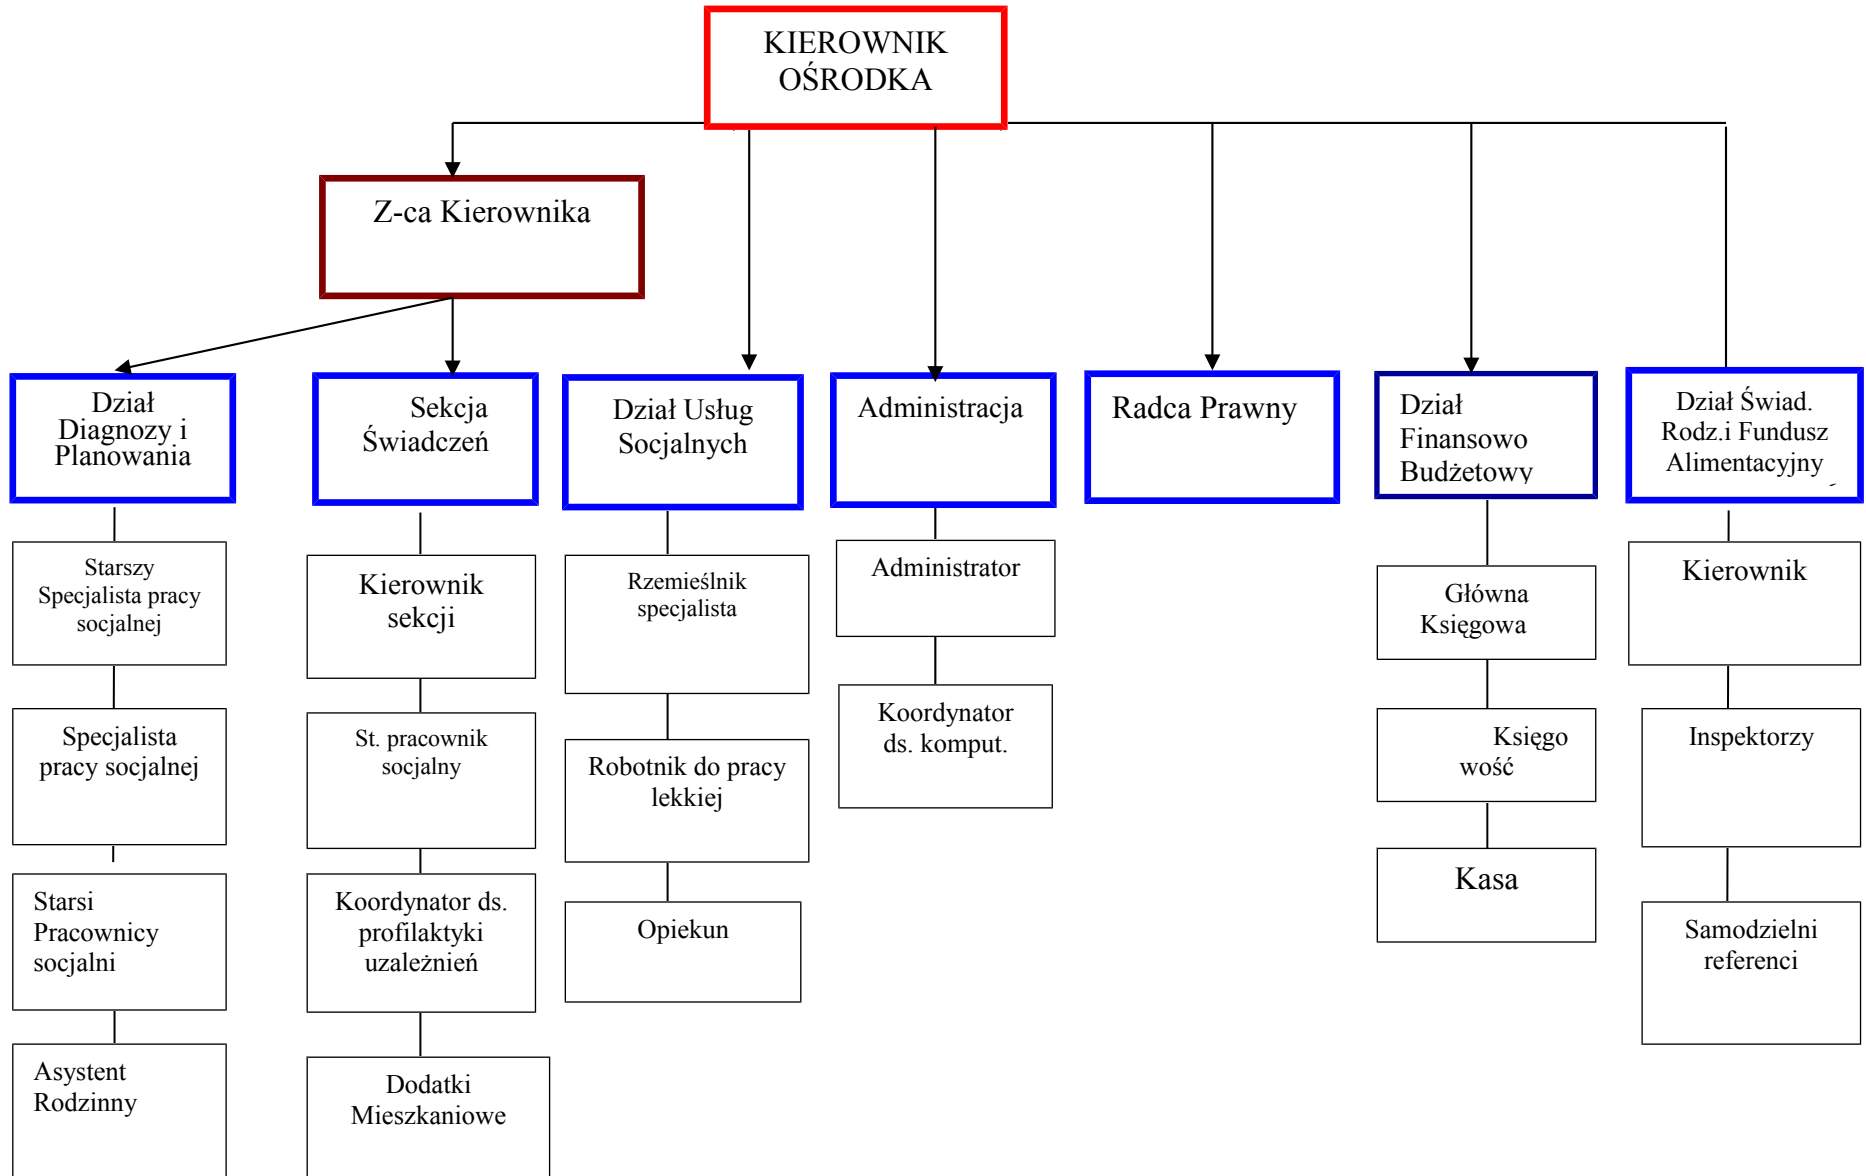 KIEROWNIK
OŚRODKA
Z-ca Kierownika
Dział
Diagnozy i
Planowania
Sekcja
Świadczeń
Dział Usług
Socjalnych
Administracja
Radca Prawny
Dział
Finansowo
Budżetowy
Dział Świad.
Rodz.i Fundusz
Alimentacyjny
Starszy
Specjalista pracy
socjalnej
Specjalista
pracy socjalnej
Starsi
Pracownicy
socjalni
Asystent
Rodzinny
Kierownik
sekcji
St. pracownik
socjalny
Koordynator ds.
profilaktyki
uzależnień
Dodatki
Mieszkaniowe
Rzemieślnik
specjalista
Robotnik do pracy
lekkiej
Opiekun
Administrator
Koordynator
ds. komput.
Główna
Księgowa
Księgo
wość
Kasa
Kierownik
Inspektorzy
Samodzielni
referenci